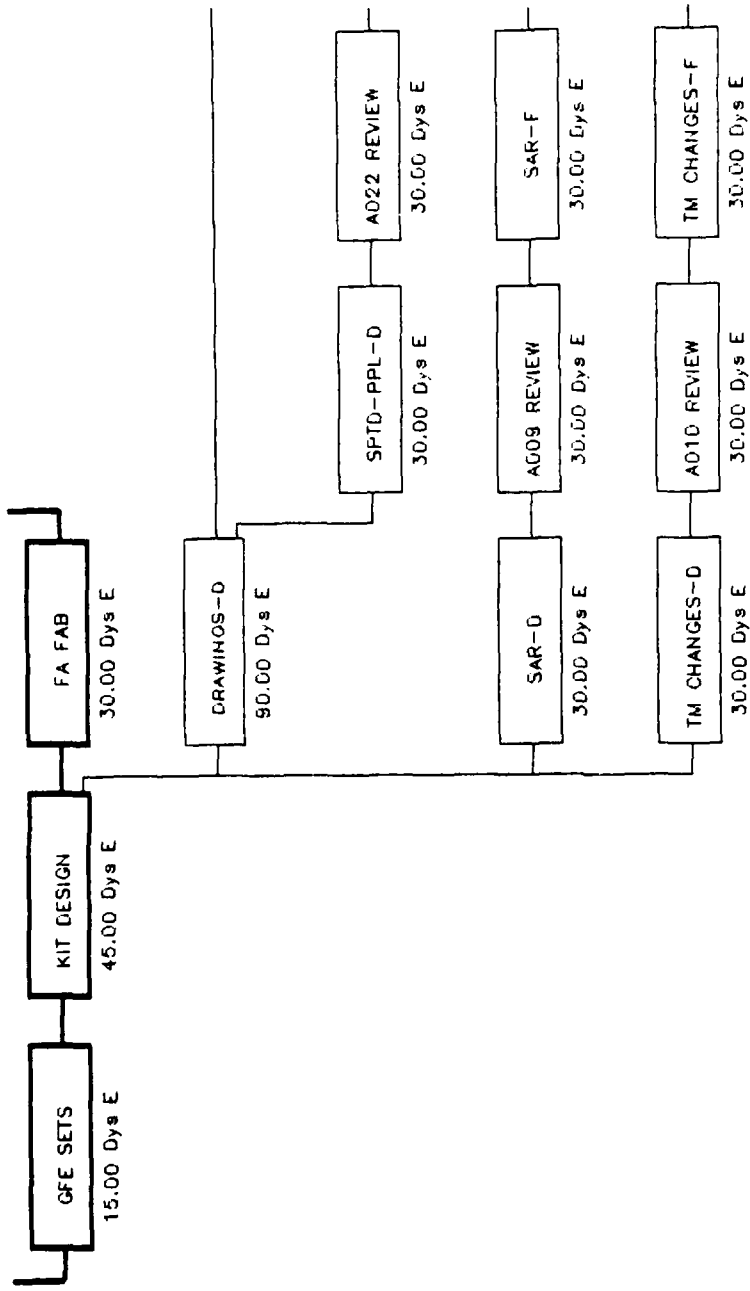 GFE SETS
15.00 Dys E
KIT DESIGN
45.00 Dys E
FA FAB
30.00 Dys E
DRAWINGS-D
90.00 Dys E
SPTD-PPL-D
30.00 Dys E
A022 REVIEW
30.00 Dys E
SAR-D
30.00 Dys E
A009 REVIEW
30.00 Dys E
SAR-F
30.00 Dys E
TM CHANGES-D
30.00 Dys E
A010 REVIEW
30.00 Dys E
TM CHANGES-F
30.00 Dys E